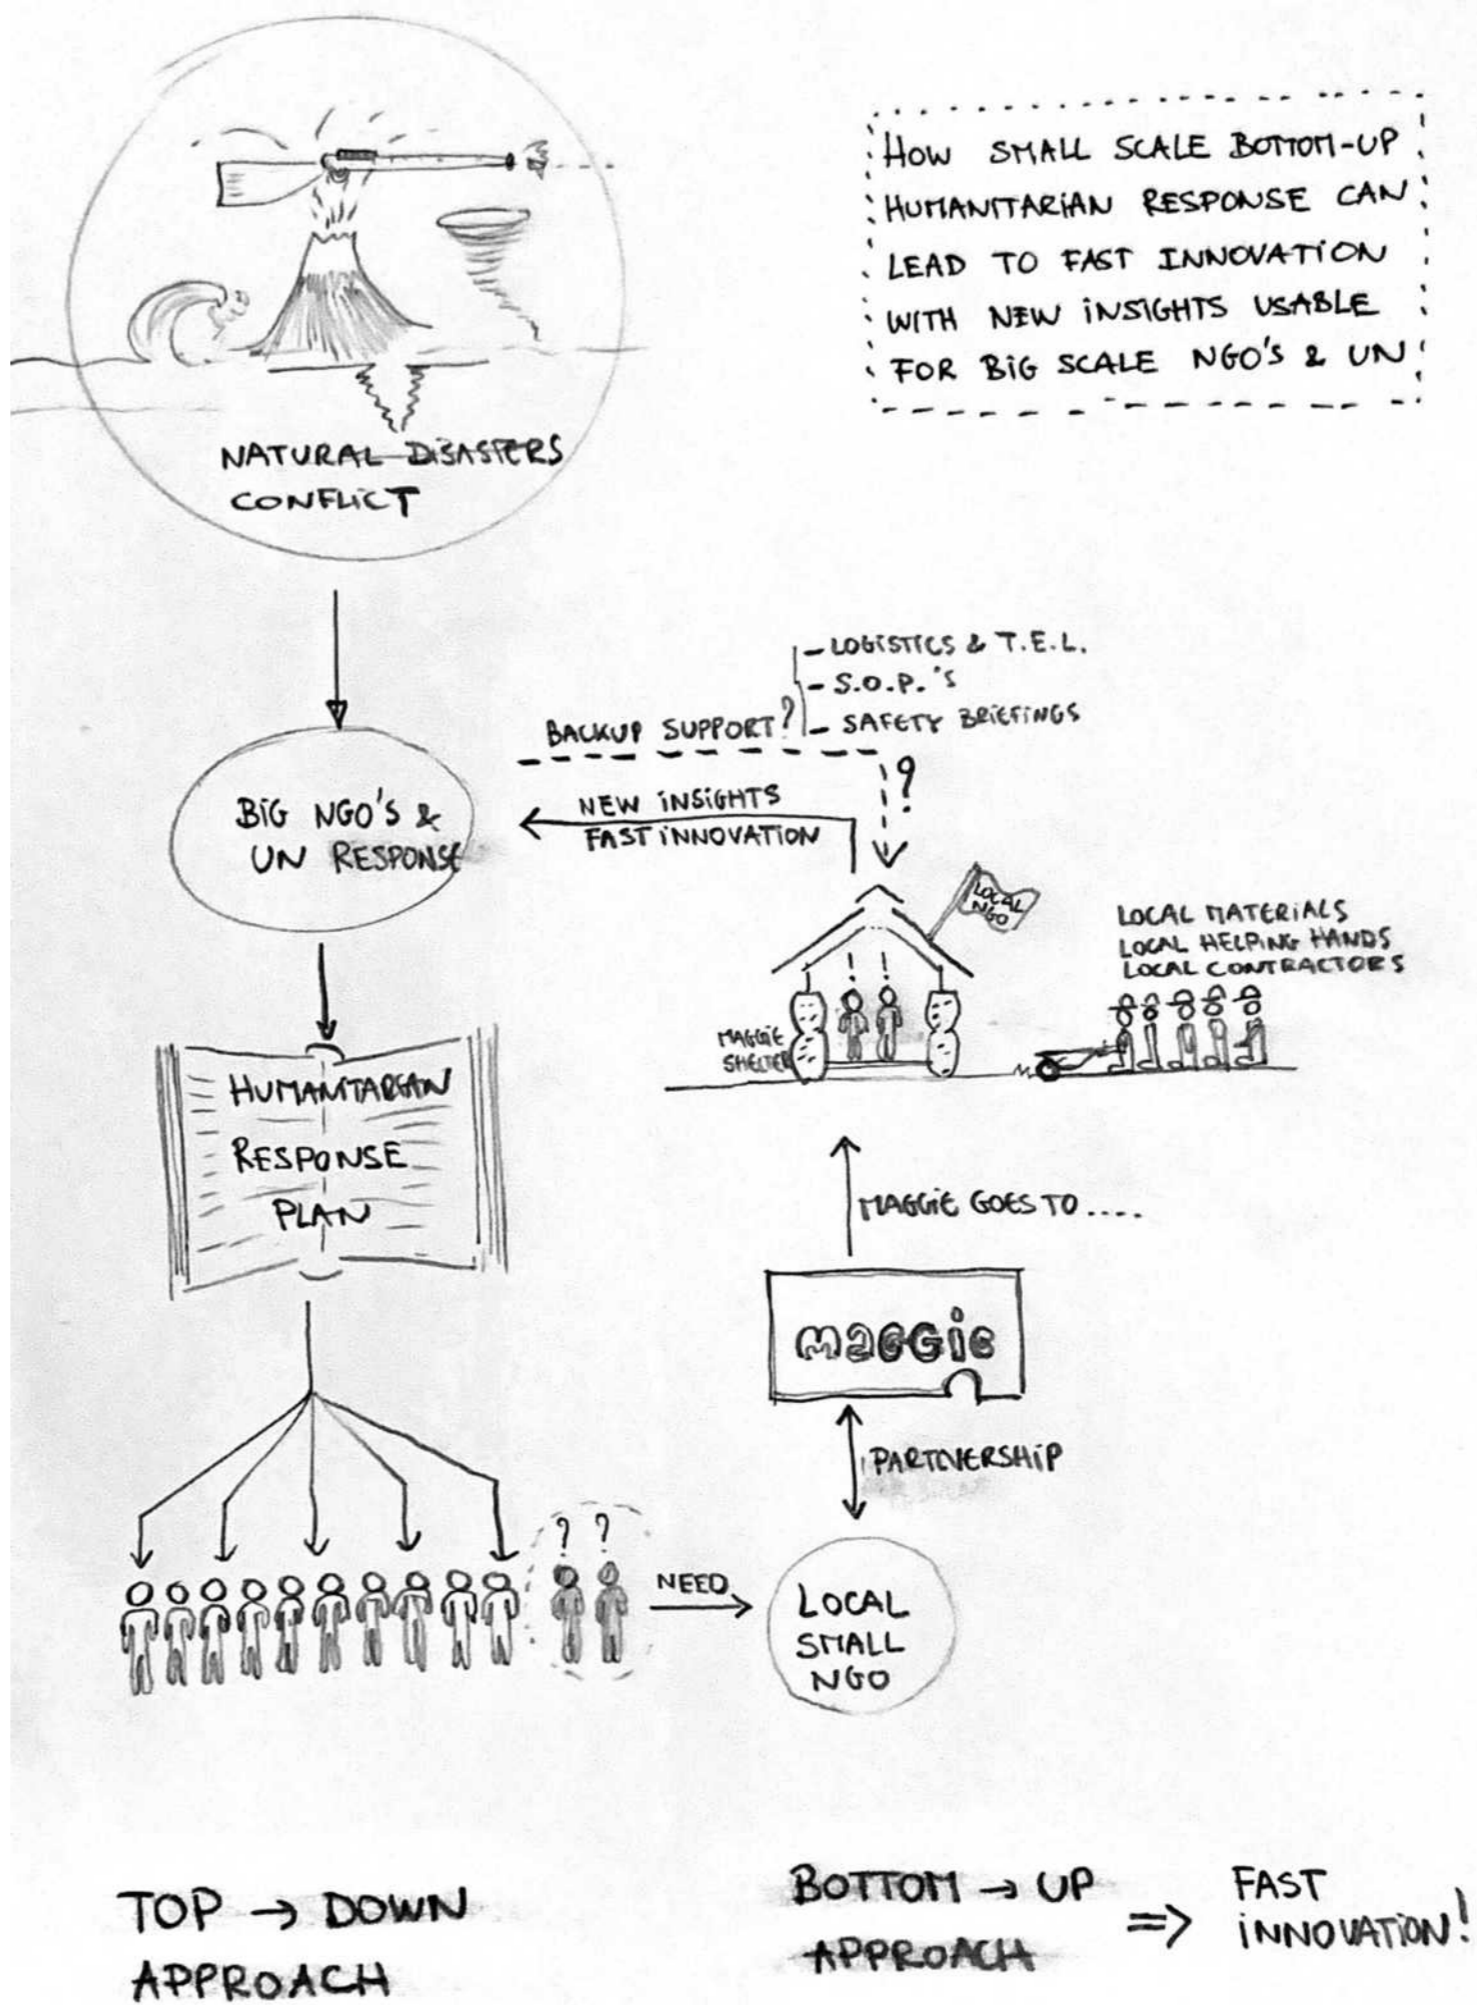 HOW SMALL SCALE BOTTOM-UP
HUMANITARIAN RESPONSE CAN
LEAD TO FAST INNOVATION
WITH NEW INSIGHTS USABLE
FOR BIG SCALE NGO'S & UN
NATURAL DISASTERS
CONFLICT
- LOGISTICS & T.E.L.
- S.O.P.'S
- SAFETY BRIEFINGS
BACKUP SUPPORT?
?
NEW INSIGHTS
FAST INNOVATION
BIG NGO'S &
UN RESPONSE
LOCAL
NGO
LOCAL MATERIALS
LOCAL HELPING HANDS
LOCAL CONTRACTORS
! !
MAGGIE
SHELTER
HUMANITARIAN
RESPONSE
PLAN
MAGGIE GOES TO ....
maGGie
PARTNERSHIP
? ?
NEED
LOCAL
SMALL
NGO
TOP → DOWN
APPROACH
BOTTOM → UP
APPROACH
=>
FAST
INNOVATION!